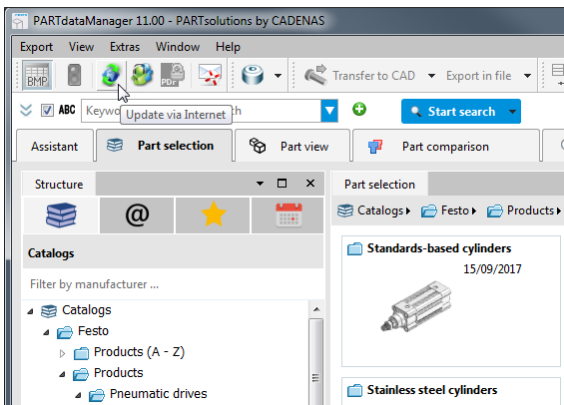 PARTdataManager 11.00 - PARTsolutions by CADENAS
Export View Extras Window Help
BMP PDF Transfer to CAD Export in file
ABC Update via Internet Start search
Assistant Part selection Part view Part comparison
Structure
@
Catalogs
Filter by manufacturer ...
Catalogs
Festo
Products (A - Z)
Products
Pneumatic drives
Part selection
Catalogs Festo Products
Standards-based cylinders
15/09/2017
Stainless steel cylinders